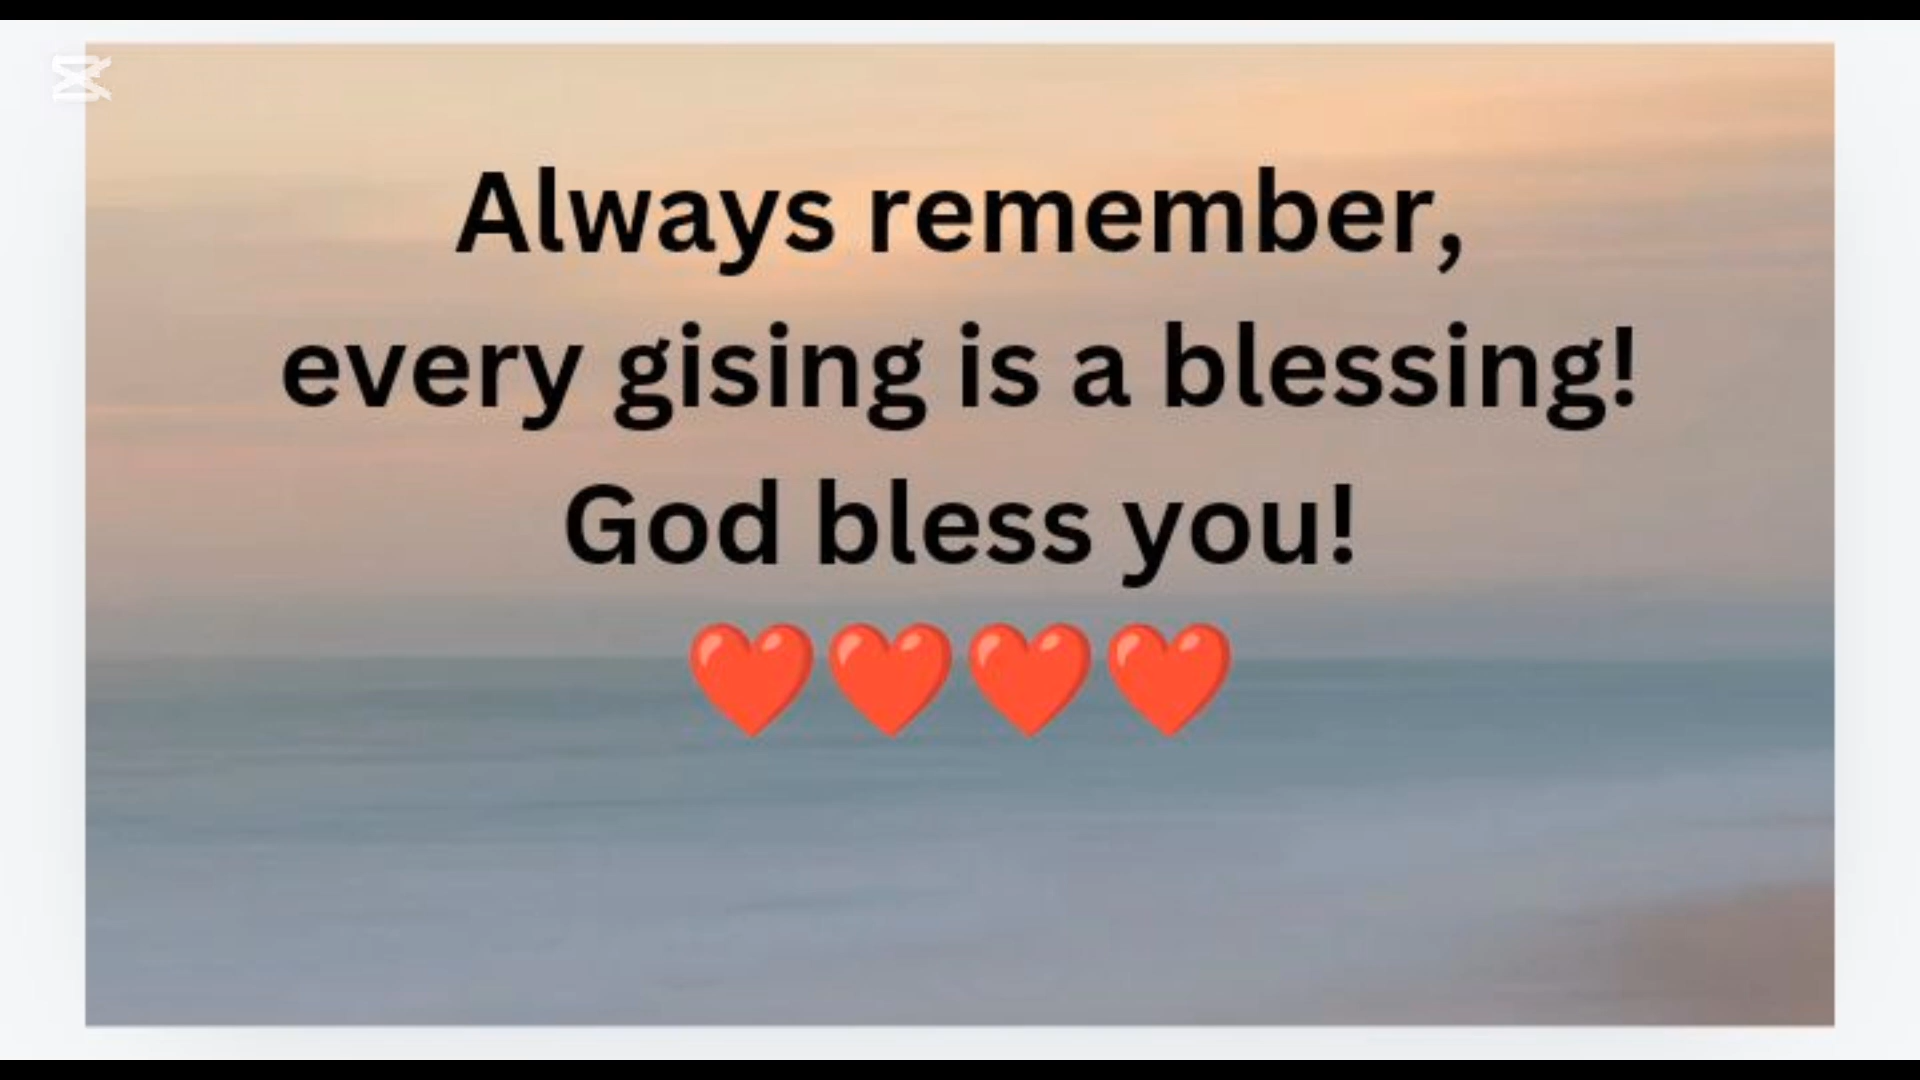 Always remember,
every gising is a blessing!
God bless you!
❤️❤️❤️❤️